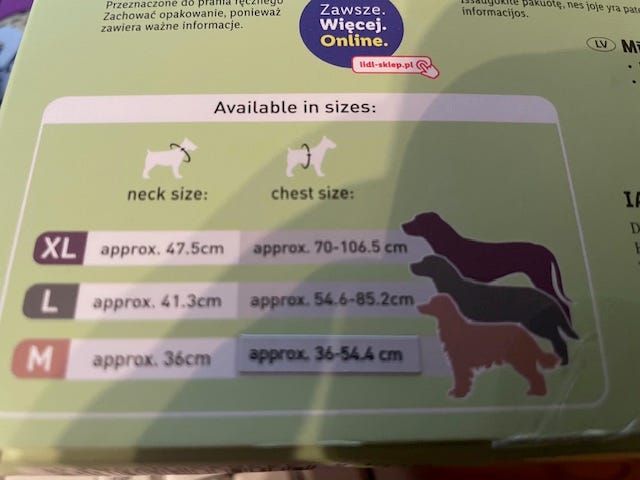 Przeznaczone do prania ręcznego
Zachować opakowanie, ponieważ
zawiera ważne informacje.
Zawsze.
Więcej.
Online.
lidl-sklep.pl
informacijos.
LV
Available in sizes:
neck size: chest size:
XL approx. 47.5cm approx. 70-106.5 cm
L approx. 41.3cm approx. 54.6-85.2cm
M approx. 36cm approx. 36-54.4 cm